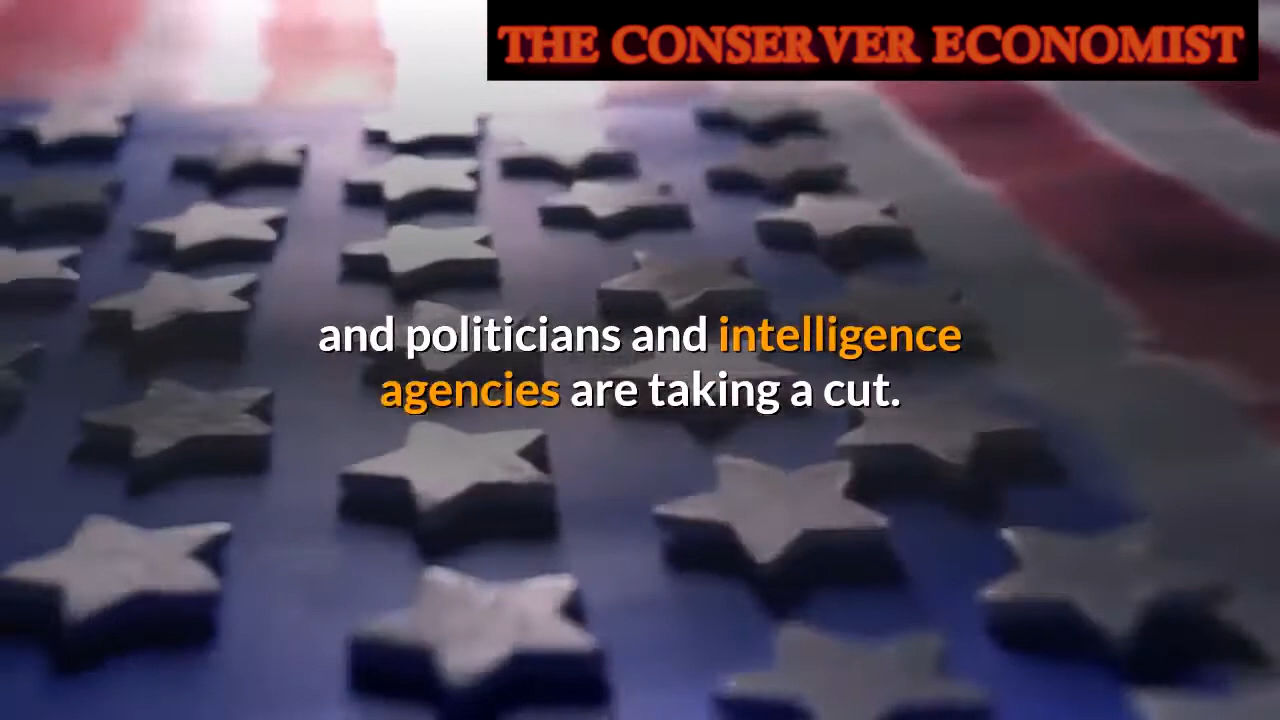 THE CONSERVER ECONOMIST
and politicians and intelligence
agencies are taking a cut.